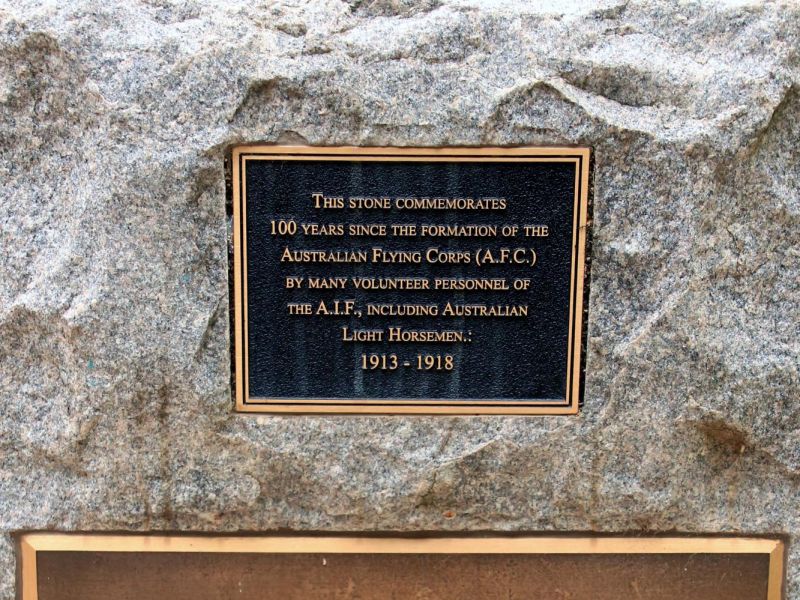 This stone commemorates
100 years since the formation of the
Australian Flying Corps (A.F.C.)
by many volunteer personnel of
the A.I.F., including Australian
Light Horsemen.:
1913 - 1918